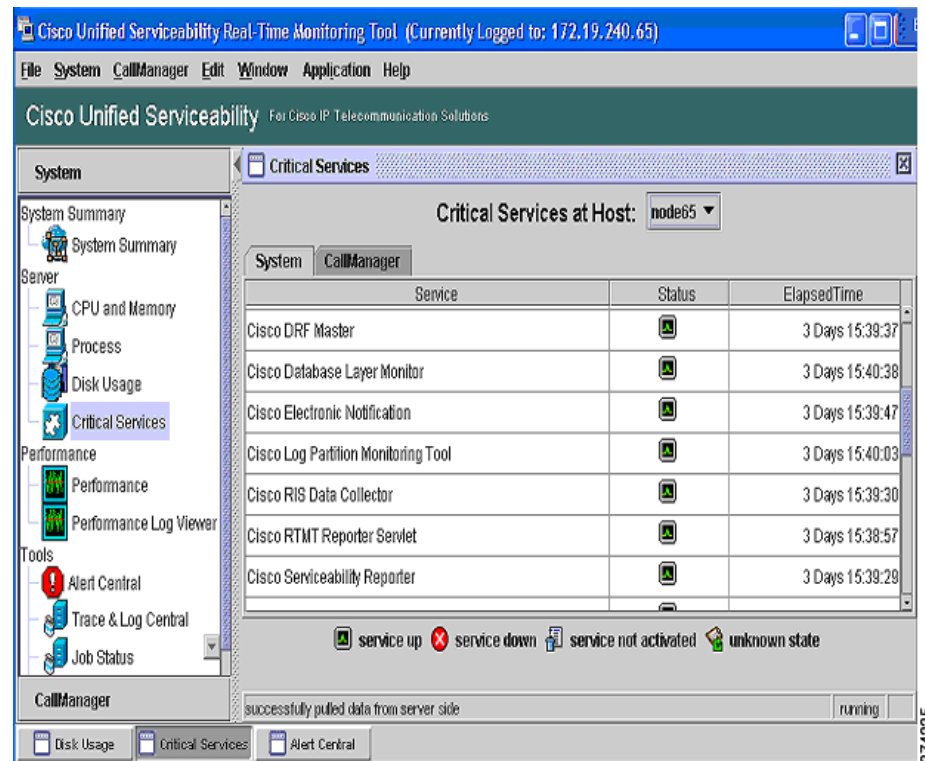 Cisco Unified Serviceability Real-Time Monitoring Tool (Currently Logged to: 172.19.240.65)
File System CallManager Edit Window Application Help
Cisco Unified Serviceability For Cisco IP Telecommunication Solutions
System
System Summary
System Summary
Server
CPU and Memory
Process
Disk Usage
Critical Services
Performance
Performance
Performance Log Viewer
Tools
Alert Central
Trace & Log Central
Job Status
CallManager
Critical Services
Critical Services at Host: node65
System CallManager
Service Status ElapsedTime
Cisco DRF Master 3 Days 15:39:37
Cisco Database Layer Monitor 3 Days 15:40:38
Cisco Electronic Notification 3 Days 15:39:47
Cisco Log Partition Monitoring Tool 3 Days 15:40:03
Cisco RIS Data Collector 3 Days 15:39:30
Cisco RTMT Reporter Servlet 3 Days 15:38:57
Cisco Serviceability Reporter 3 Days 15:39:29
service up service down service not activated unknown state
successfully pulled data from server side running
Disk Usage Critical Services Alert Central